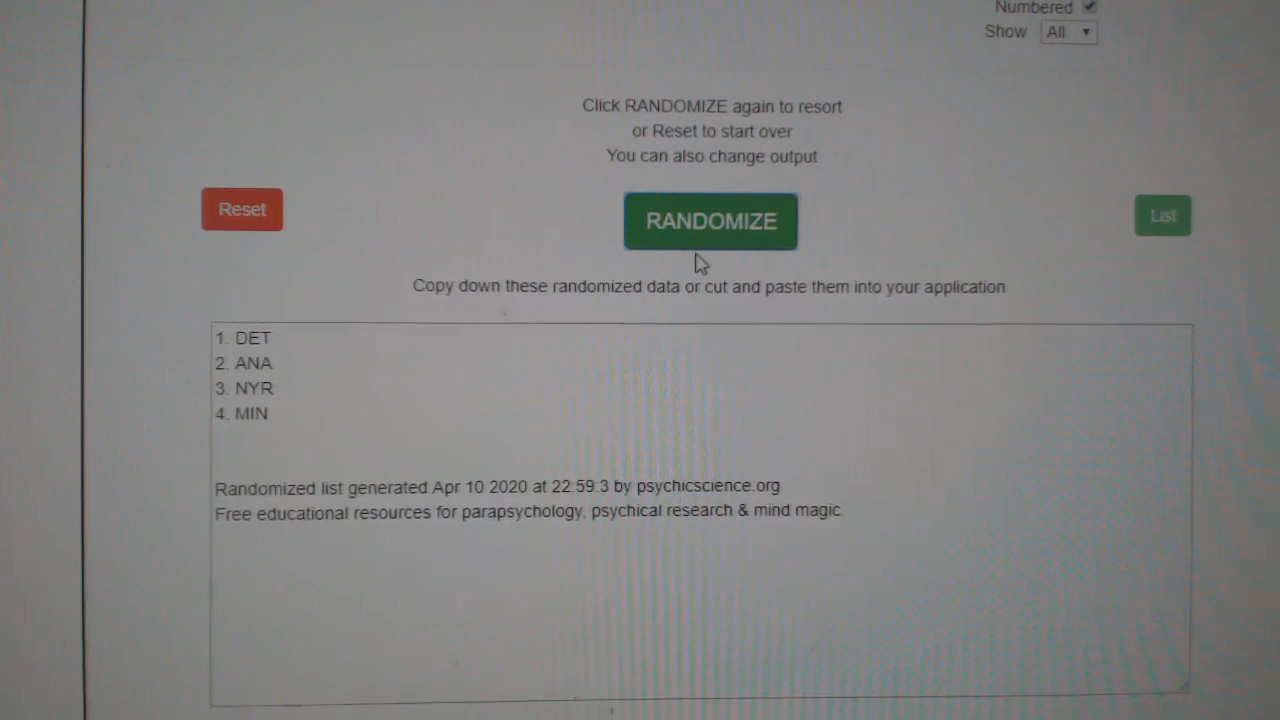 Numbered
Show All
Click RANDOMIZE again to resort
or Reset to start over
You can also change output
Reset
RANDOMIZE
List
Copy down these randomized data or cut and paste them into your application
1. DET
2. ANA
3. NYR
4. MIN
Randomized list generated Apr 10 2020 at 22:59:3 by psychicscience.org
Free educational resources for parapsychology, psychical research & mind magic